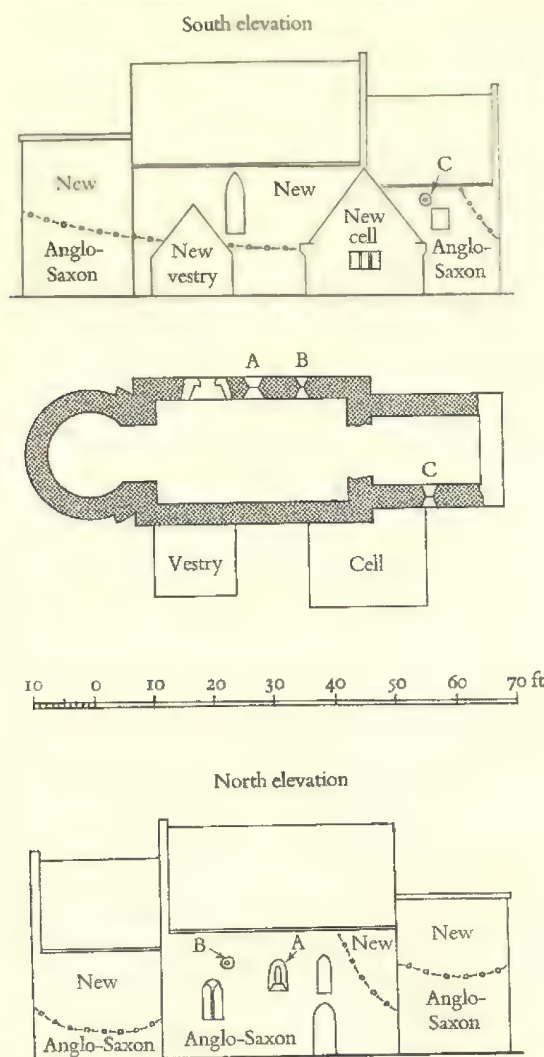 South elevation
C
New
New
New
cell
Anglo-
Saxon
New
vestry
Anglo-
Saxon
A
B
C
Vestry
Cell
10 0 10 20 30 40 50 60 70 ft
North elevation
B
A
New
New
New
Anglo-
Saxon
Anglo-Saxon
Anglo-Saxon